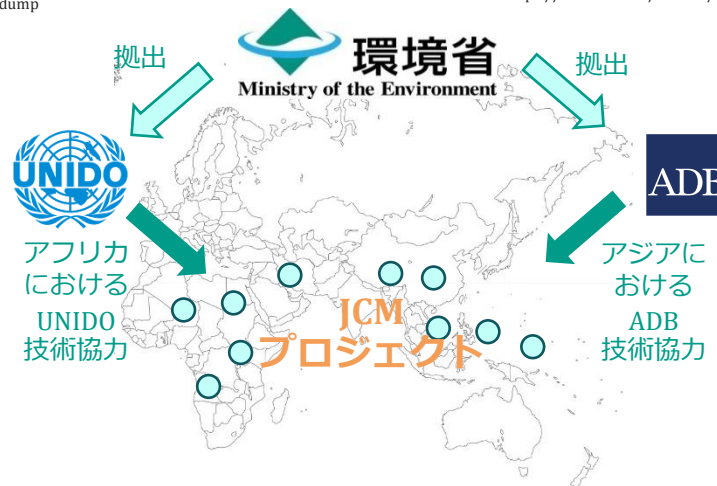 dump
環境省
Ministry of the Environment
拠出
拠出
UNIDO
ADB
アフリカ
における
UNIDO
技術協力
アジアに
おける
ADB
技術協力
JCM
プロジェクト